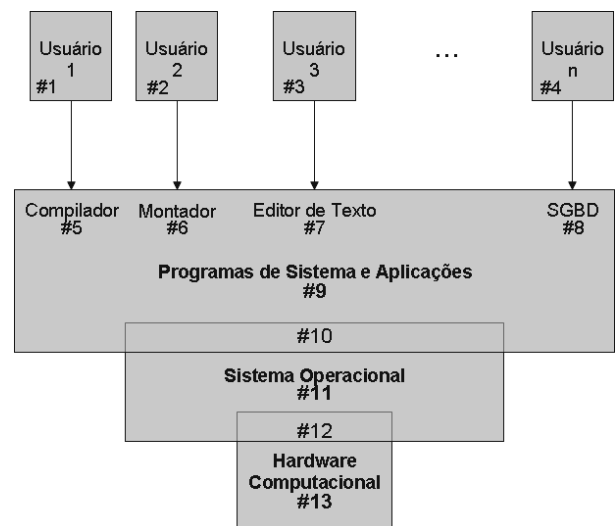 Usuário
1
#1
Usuário
2
#2
Usuário
3
#3
...
Usuário
n
#4
Compilador
#5
Montador
#6
Editor de Texto
#7
SGBD
#8
Programas de Sistema e Aplicações
#9
#10
Sistema Operacional
#11
#12
Hardware
Computacional
#13